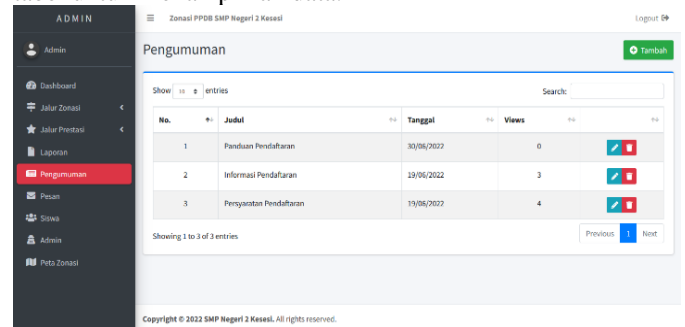 ADMIN
Zonasi PPDB SMP Negeri 2 Kesesi
Logout
Admin
Pengumuman
Tambah
Dashboard
Jalur Zonasi
Jalur Prestasi
Laporan
Pengumuman
Pesan
Siswa
Admin
Peta Zonasi
Show 10 entries
Search:
No. Judul Tanggal Views
1 Panduan Pendaftaran 30/08/2022 0
2 Informasi Pendaftaran 19/06/2022 3
3 Persyaratan Pendaftaran 19/08/2022 4
Showing 1 to 3 of 3 entries
Previous 1 Next
Copyright © 2022 SMP Negeri 2 Kesesi. All rights reserved.